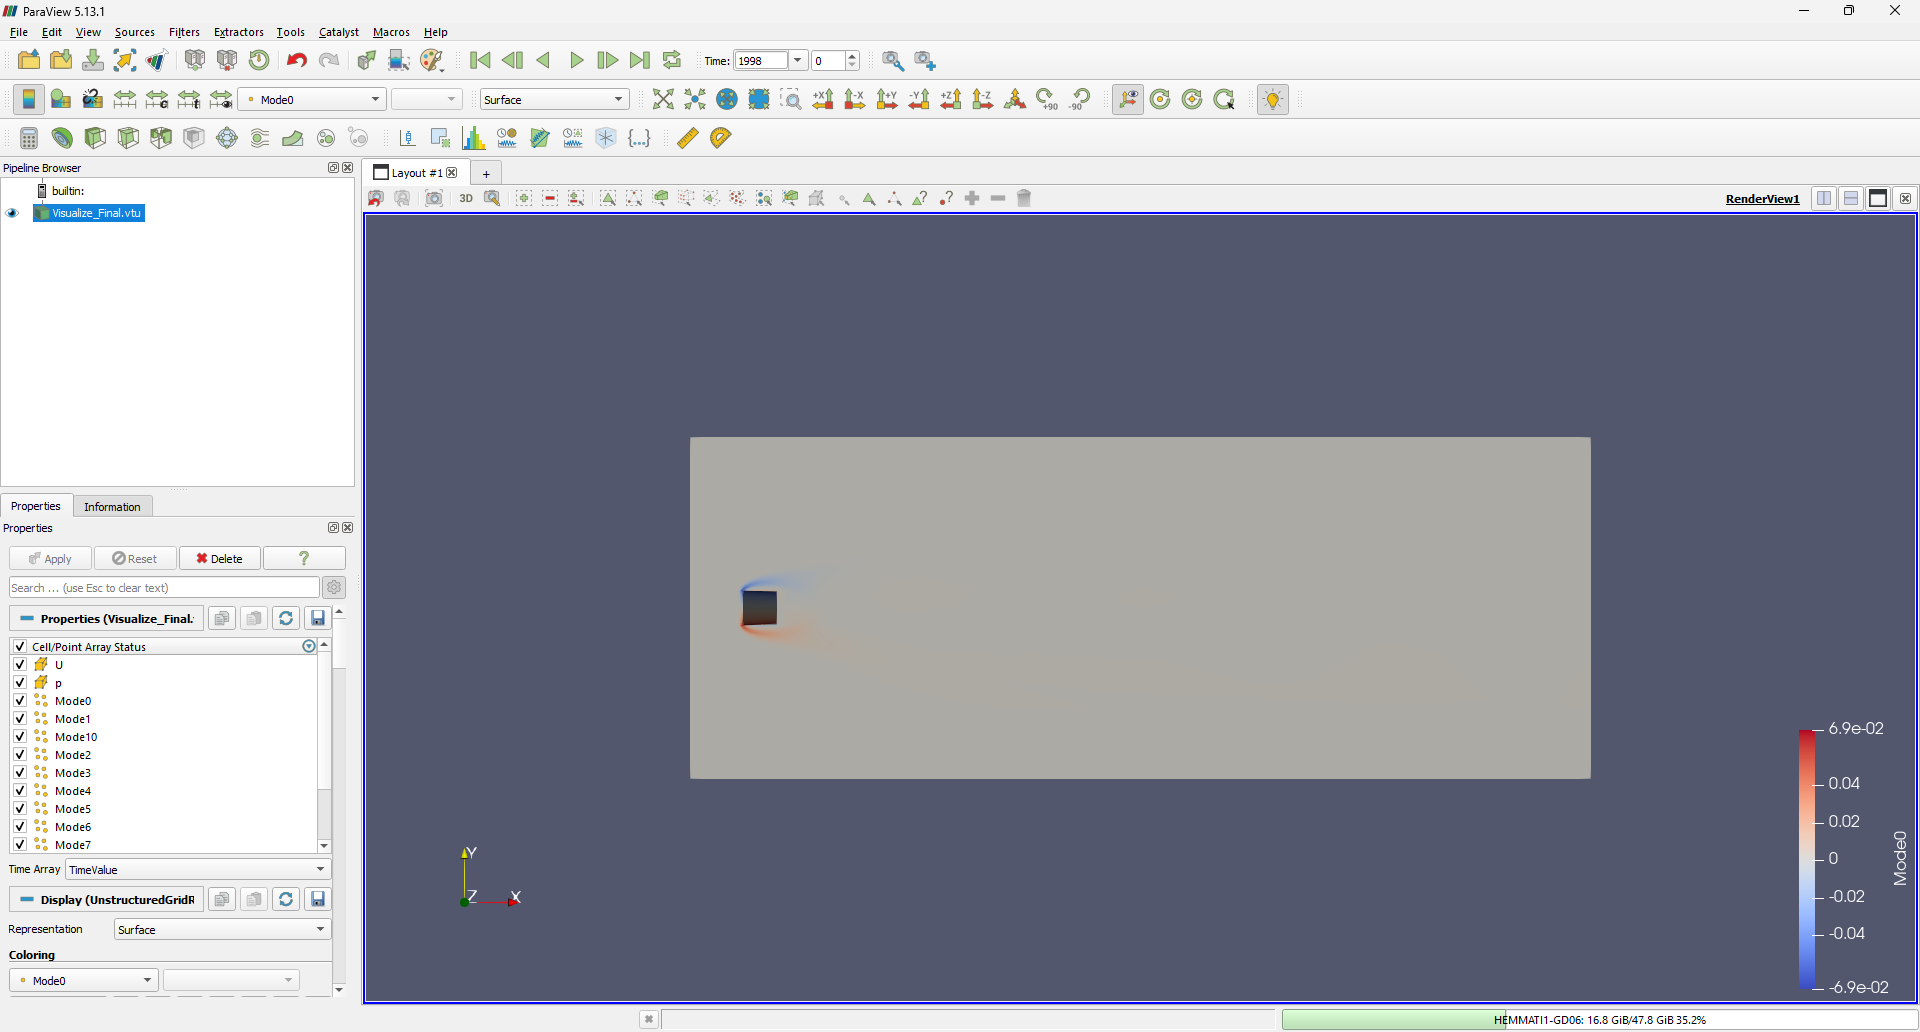 ParaView 5.13.1
File Edit View Sources Filters Extractors Tools Catalyst Macros Help
Time: 1998 0
Mode0 Surface +X -X +Y -Y +Z -Z +90 -90
Pipeline Browser
builtin:
Visualize_Final.vtu
Layout #1 +
3D
RenderView1
Properties Information
Properties
Apply Reset Delete ?
Search ... (use Esc to clear text)
Properties (Visualize_Final.
Cell/Point Array Status
U
p
Mode0
Mode1
Mode10
Mode2
Mode3
Mode4
Mode5
Mode6
Mode7
Time Array TimeValue
Display (UnstructuredGridR
Representation Surface
Coloring
Mode0
Y
Z X
6.9e-02
0.04
0.02
0
-0.02
-0.04
-6.9e-02
Mode0
HEMMATI1-GD06: 16.8 GiB/47.8 GiB 35.2%